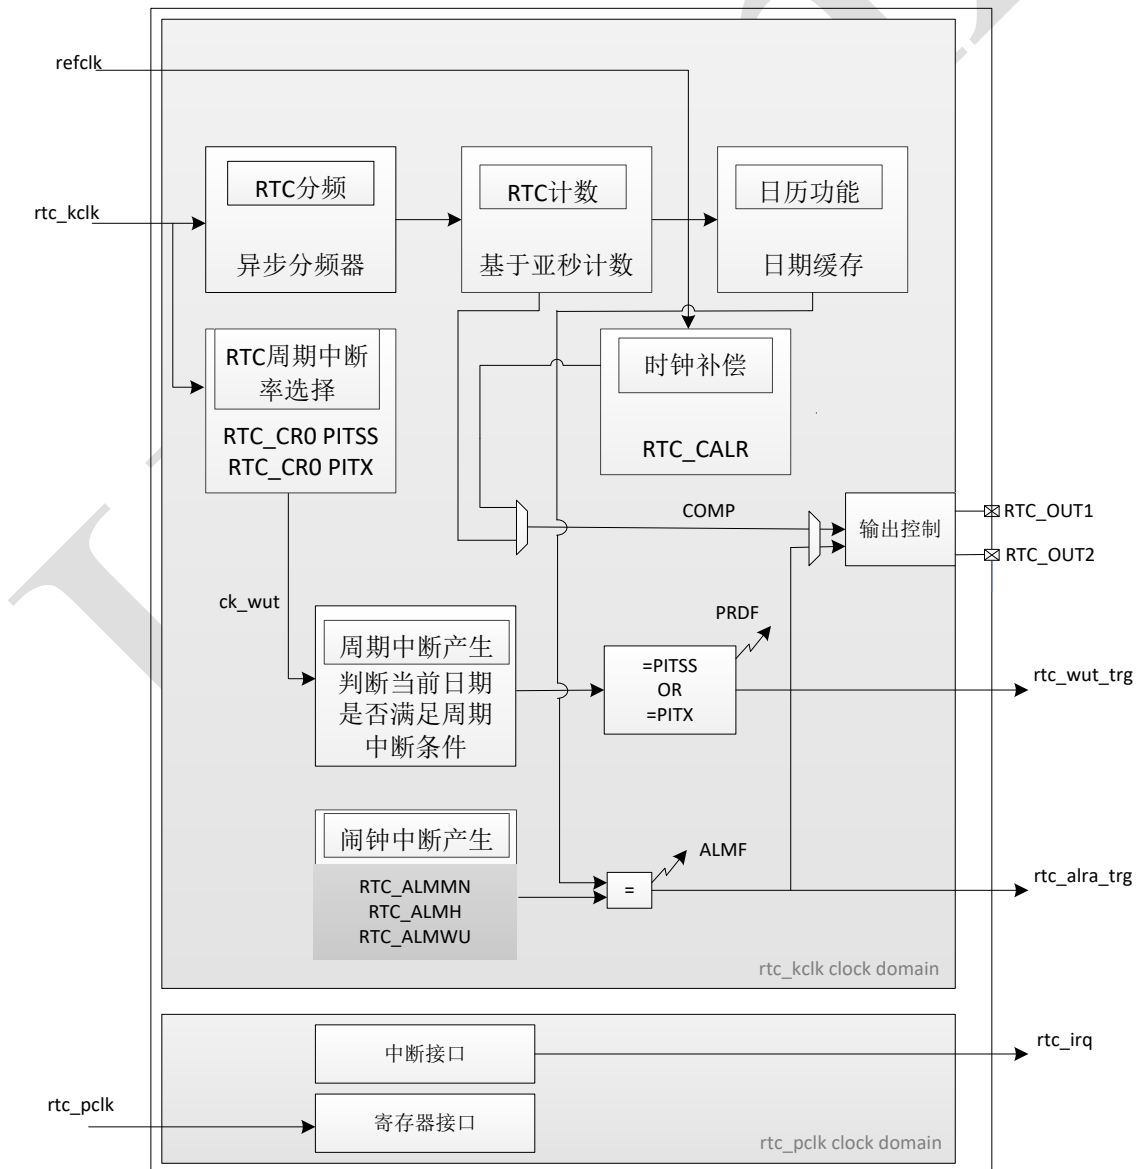 refclk
RTC分频
RTC计数
日历功能
rtc_kclk
异步分频器
基于亚秒计数
日期缓存
RTC周期中断
率选择
时钟补偿
RTC_CR0 PITSS
RTC_CR0 PITX
RTC_CALR
COMP
输出控制
RTC_OUT1
RTC_OUT2
ck_wut
PRDF
周期中断产生
判断当前日期
是否满足周期
中断条件
=PITSS
OR
=PITX
rtc_wut_trg
闹钟中断产生
ALMF
RTC_ALMMN
RTC_ALMH
RTC_ALMWU
=
rtc_alra_trg
rtc_kclk clock domain
中断接口
rtc_irq
rtc_pclk
寄存器接口
rtc_pclk clock domain